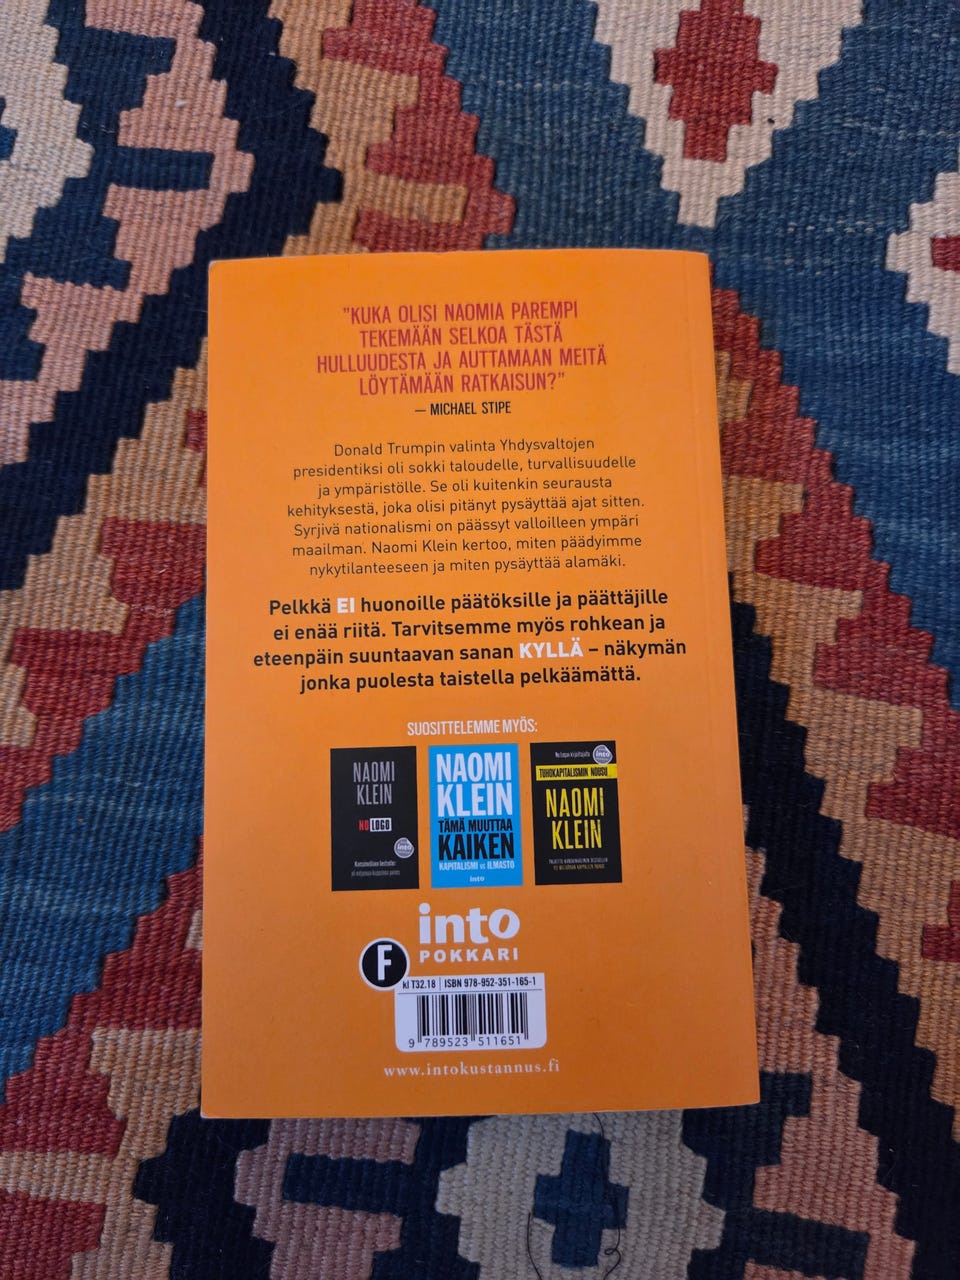 ”KUKA OLISI NAOMIA PAREMPI
TEKEMÄÄN SELKOA TÄSTÄ
HULLUUDESTA JA AUTTAMAAN MEITÄ
LÖYTÄMÄÄN RATKAISUN?”
– MICHAEL STIPE
Donald Trumpin valinta Yhdysvaltojen
presidentiksi oli sokki taloudelle, turvallisuudelle
ja ympäristölle. Se oli kuitenkin seurausta
kehityksestä, joka olisi pitänyt pysäyttää ajat sitten.
Syrjivä nationalismi on päässyt valloilleen ympäri
maailman. Naomi Klein kertoo, miten päädyimme
nykytilanteeseen ja miten pysäyttää alamäki.
Pelkkä EI huonoille päätöksille ja päättäjille
ei enää riitä. Tarvitsemme myös rohkean ja
eteenpäin suuntaavan sanan KYLLÄ – näkymän
jonka puolesta taistella pelkäämättä.
SUOSITTELEMME MYÖS:
NAOMI
KLEIN
NO LOGO
into
NAOMI
KLEIN
TÄMÄ MUUTTAA
KAIKEN
KAPITALISMI vs ILMASTO
into
No Logon kirjoittajalta
into
TUHOKAPITALISMIN NOUSU
NAOMI
KLEIN
into
POKKARI
F
kl T32.18 | ISBN 978-952-351-165-1
9 789523 511651
www.intokustannus.fi